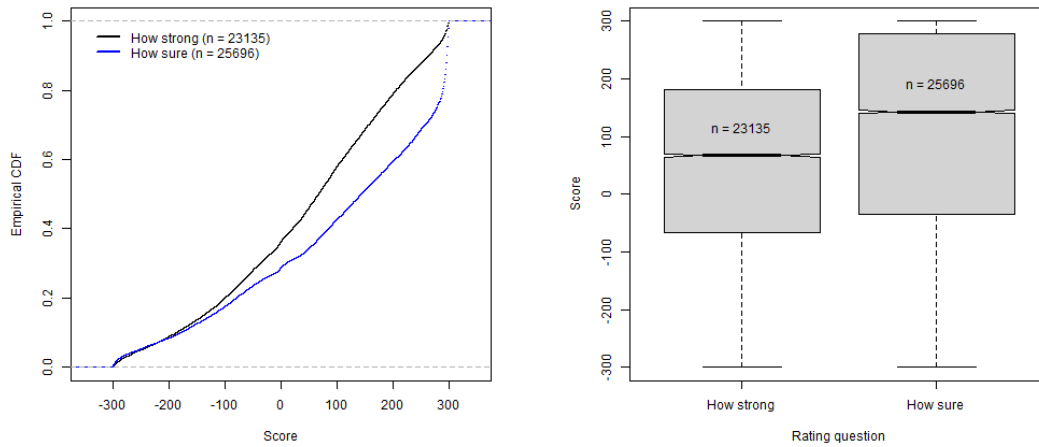 How strong (n = 23135)
How sure (n = 25696)
Empirical CDF
1.0
0.8
0.6
0.4
0.2
0.0
-300 -200 -100 0 100 200 300
Score
Score
300
200
100
0
-100
-300
n = 23135
n = 25696
How strong How sure
Rating question